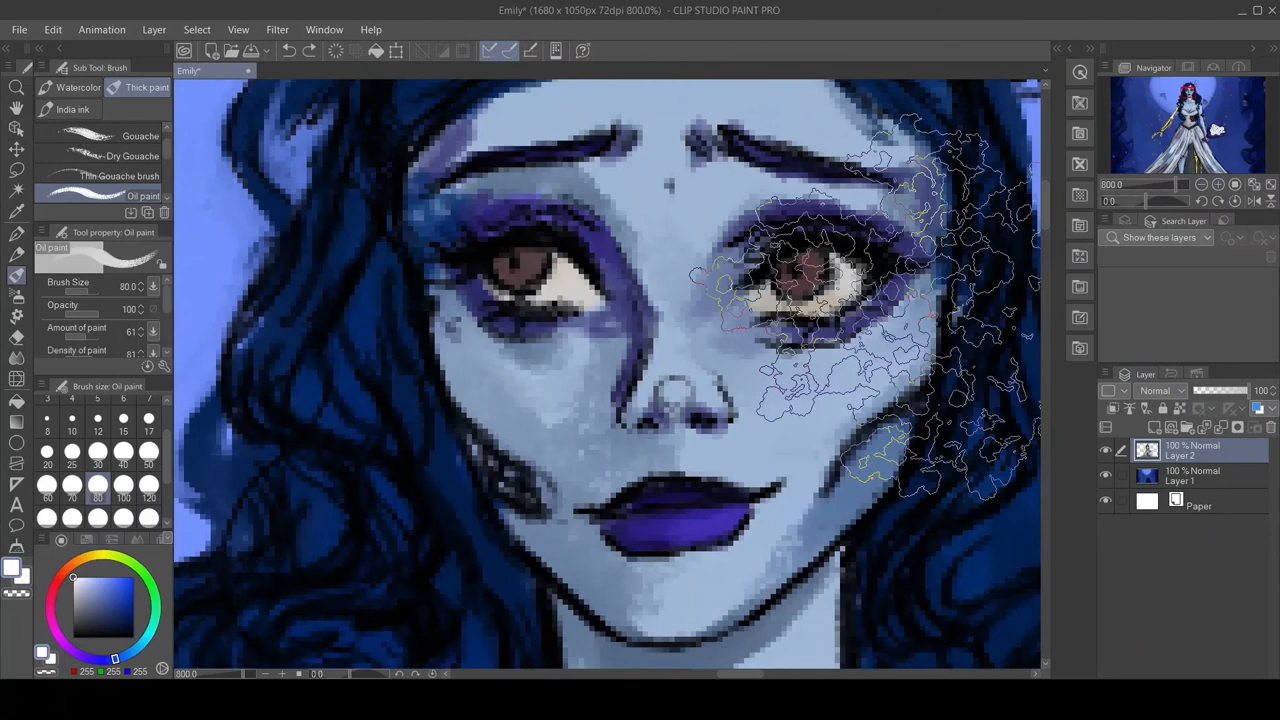 Emily* (1680 x 1050px 72dpi 800.0%) - CLIP STUDIO PAINT PRO
File Edit Animation Layer Select View Filter Window Help
Sub Tool: Brush
Watercolor Thick paint
India ink
Gouache
Dry Gouache
Thin Gouache brush
Oil paint
Tool property: Oil paint
Oil paint
Brush Size 80.0
Opacity 100
Amount of paint 61
Density of paint 81
Brush size: Oil paint
3 4 5 6 7
8 10 12 15 17
20 25 30 40 50
60 70 80 100 120
255 255 255
Emily*
800.0 0.0
Navigator
800.0
0.0
Search Layer
Show these layers
Layer
Normal 100
100 % Normal
Layer 2
100 % Normal
Layer 1
Paper